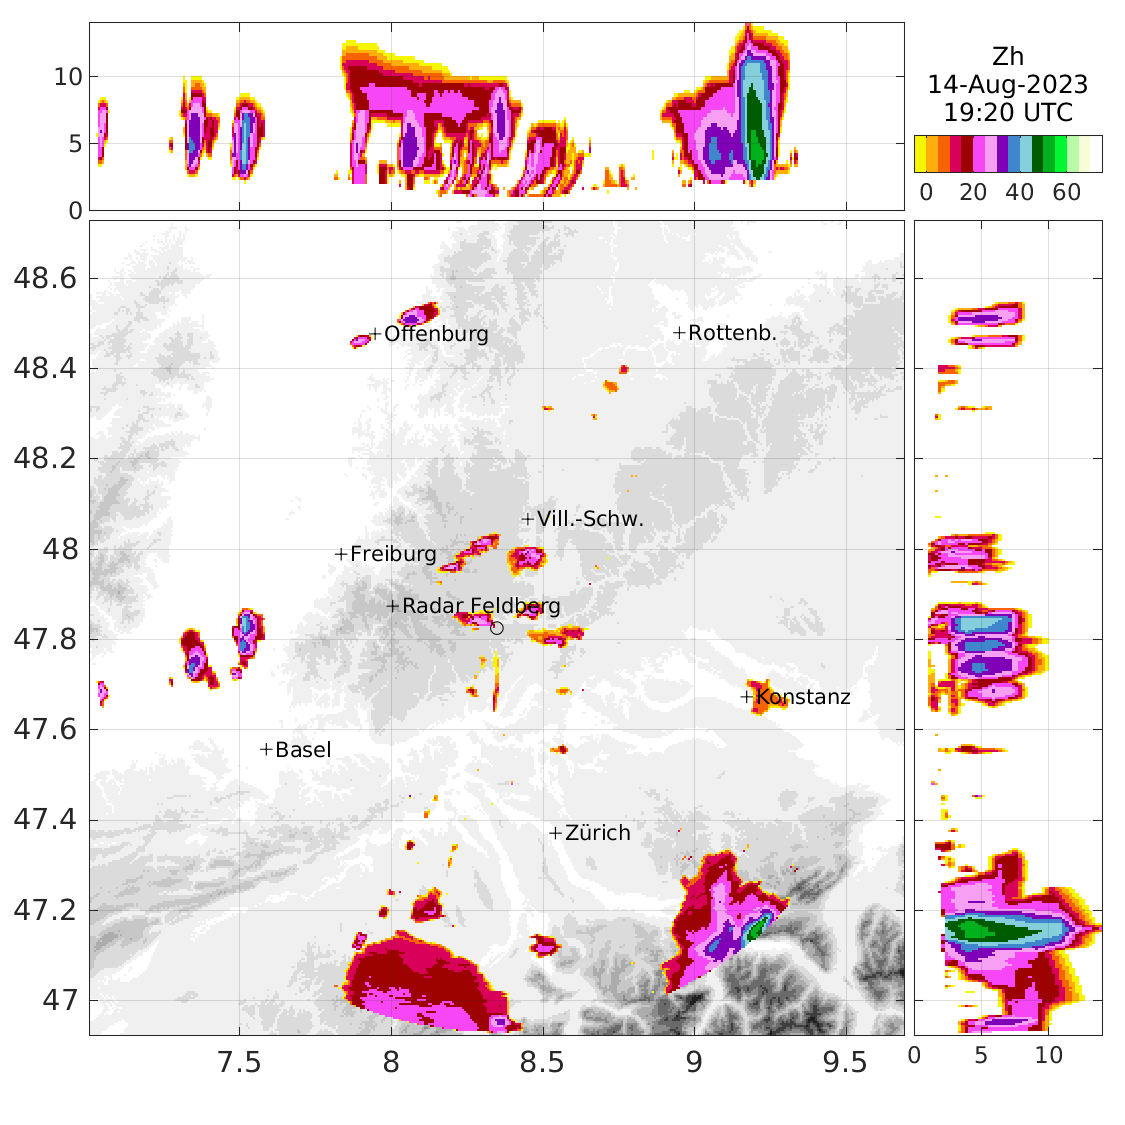 10
5
0
Zh
14-Aug-2023
19:20 UTC
0 20 40 60
48.6
48.4
48.2
48
47.8
47.6
47.4
47.2
47
+Offenburg
+Rottenb.
+Vill.-Schw.
+Freiburg
+Radar Feldberg
+Konstanz
+Basel
+Zürich
7.5 8 8.5 9 9.5
0 5 10